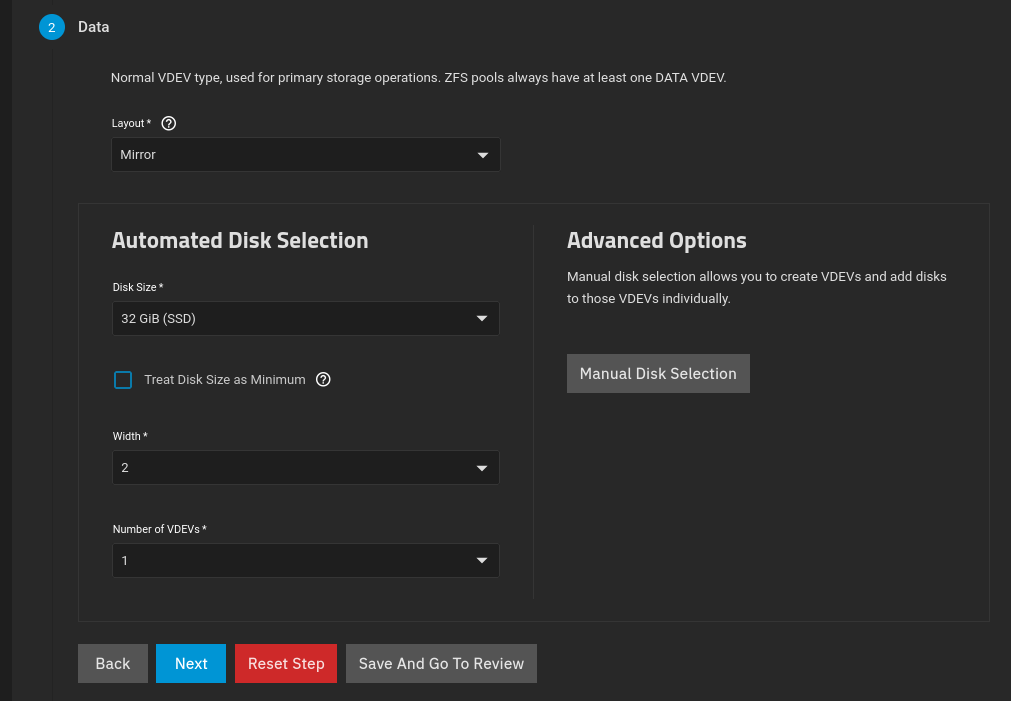 2 Data
Normal VDEV type, used for primary storage operations. ZFS pools always have at least one DATA VDEV.
Layout *
Mirror
Automated Disk Selection
Disk Size *
32 GiB (SSD)
Treat Disk Size as Minimum
Width *
2
Number of VDEVs *
1
Advanced Options
Manual disk selection allows you to create VDEVs and add disks
to those VDEVs individually.
Manual Disk Selection
Back Next Reset Step Save And Go To Review